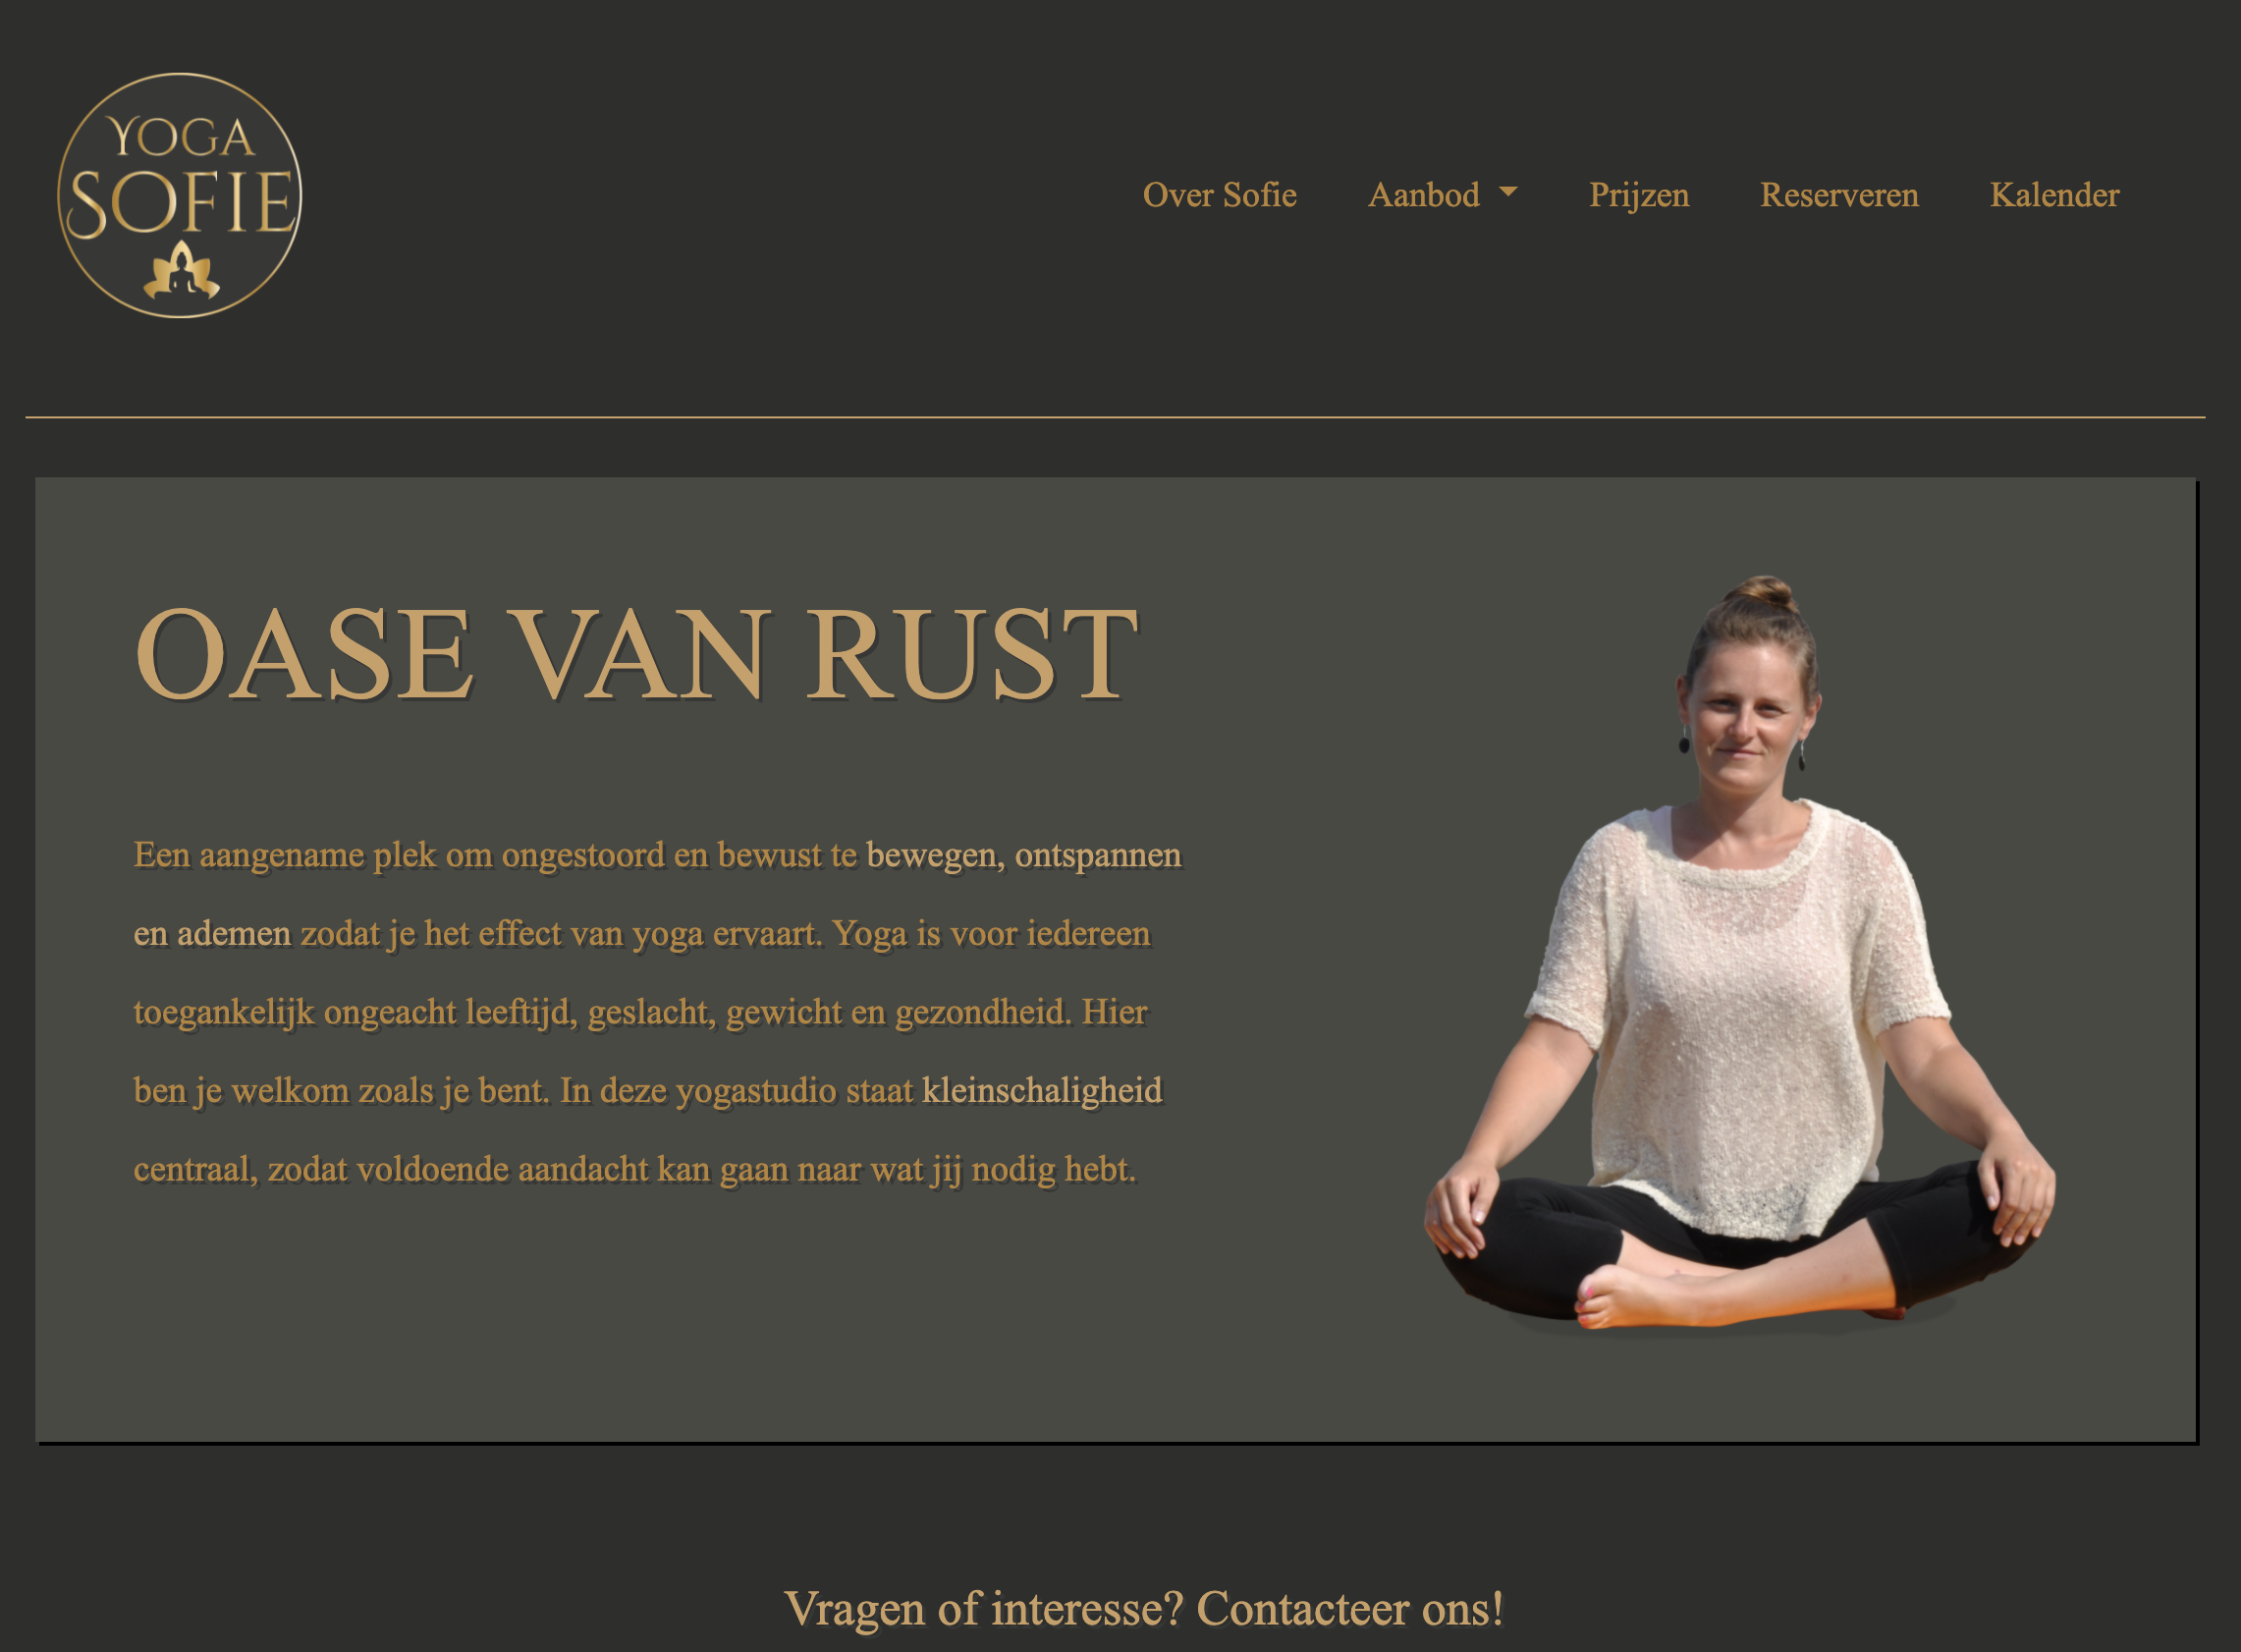 YOGA
SOFIE
Over Sofie
Aanbod
Prijzen
Reserveren
Kalender
OASE VAN RUST
Een aangename plek om ongestoord en bewust te bewegen, ontspannen
en ademen zodat je het effect van yoga ervaart. Yoga is voor iedereen
toegankelijk ongeacht leeftijd, geslacht, gewicht en gezondheid. Hier
ben je welkom zoals je bent. In deze yogastudio staat kleinschaligheid
centraal, zodat voldoende aandacht kan gaan naar wat jij nodig hebt.
Vragen of interesse? Contacteer ons!